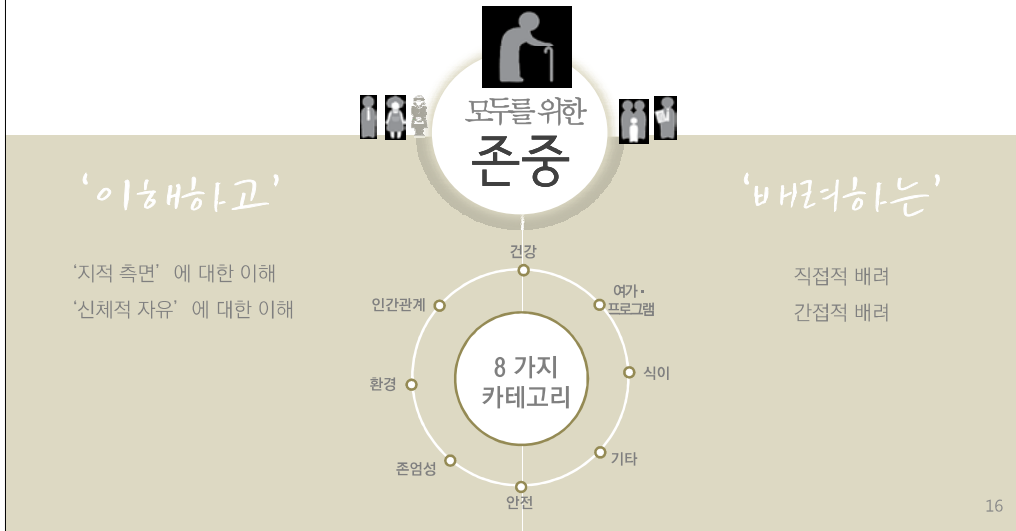 모두를 위한
존중
‘이해하고’
‘지적 측면’ 에 대한 이해
‘신체적 자유’ 에 대한 이해
‘배려하는’
직접적 배려
간접적 배려
건강
여가·
프로그램
식이
기타
안전
존엄성
환경
인간관계
8 가지
카테고리
16